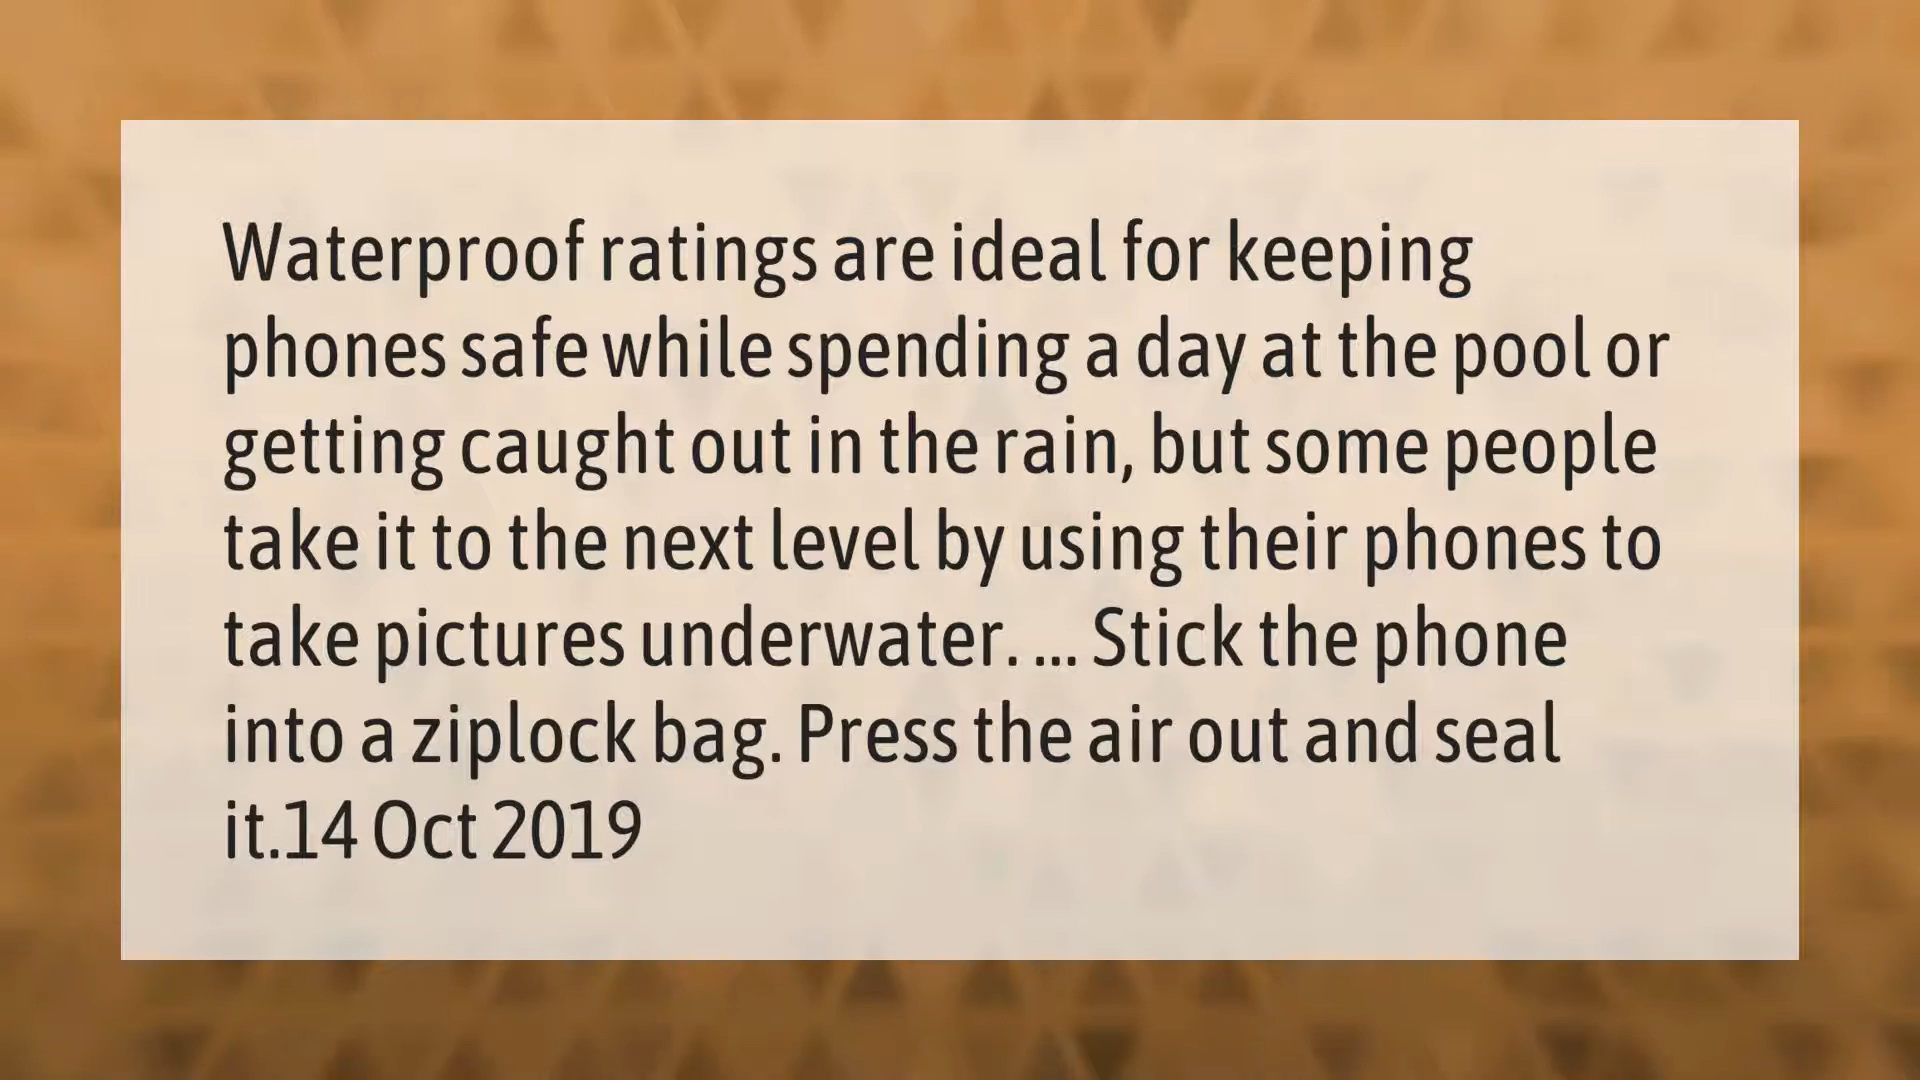 Waterproof ratings are ideal for keeping
phones safe while spending a day at the pool or
getting caught out in the rain, but some people
take it to the next level by using their phones to
take pictures underwater. ... Stick the phone
into a ziplock bag. Press the air out and seal
it.14 Oct 2019